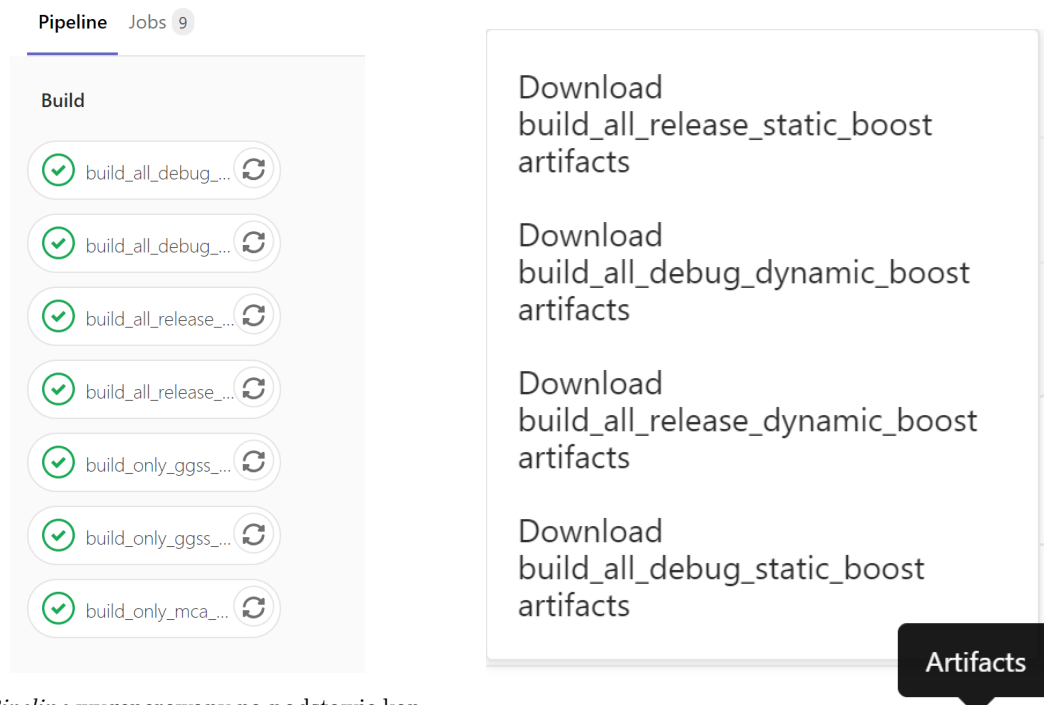 Pipeline Jobs 9
Build
build_all_debug_...
build_all_debug_...
build_all_release_...
build_all_release_...
build_only_ggss_...
build_only_ggss_...
build_only_mca_...
Download
build_all_release_static_boost
artifacts
Download
build_all_debug_dynamic_boost
artifacts
Download
build_all_release_dynamic_boost
artifacts
Download
build_all_debug_static_boost
artifacts
Artifacts